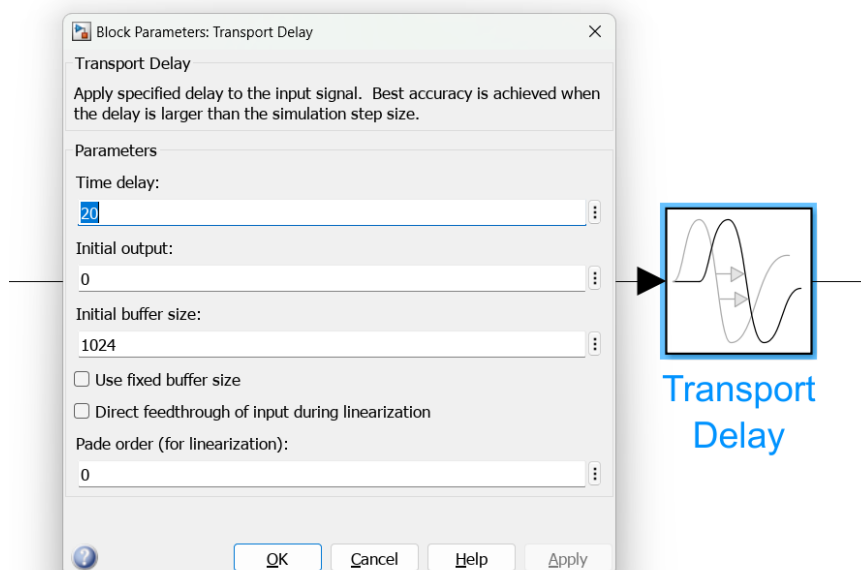 Block Parameters: Transport Delay
Transport Delay
Apply specified delay to the input signal.  Best accuracy is achieved when
the delay is larger than the simulation step size.
Parameters
Time delay:
20
Initial output:
0
Initial buffer size:
1024
Use fixed buffer size
Direct feedthrough of input during linearization
Pade order (for linearization):
0
OK
Cancel
Help
Apply
Transport
Delay